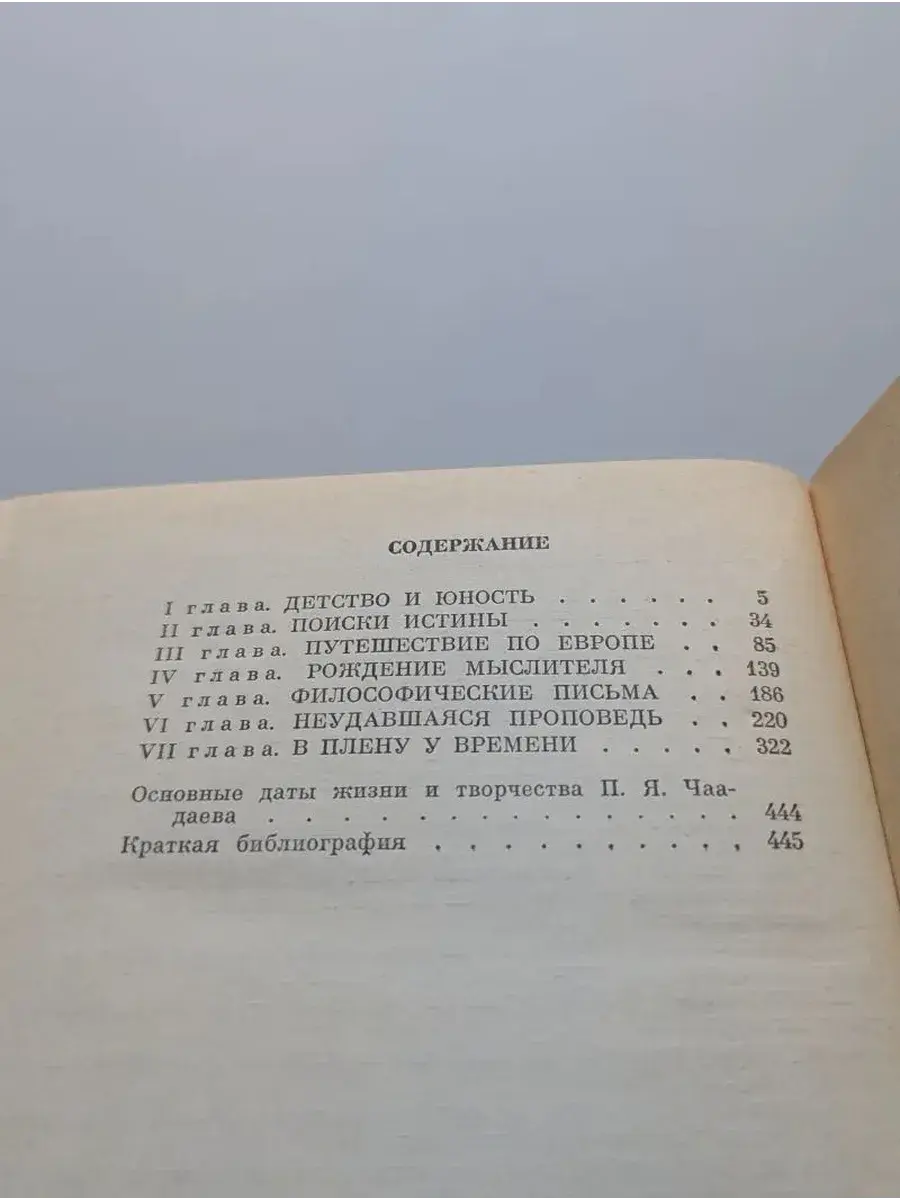 СОДЕРЖАНИЕ
I глава. ДЕТСТВО И ЮНОСТЬ . . . . . . 5
II глава. ПОИСКИ ИСТИНЫ . . . . . . . 34
III глава. ПУТЕШЕСТВИЕ ПО ЕВРОПЕ . . 85
IV глава. РОЖДЕНИЕ МЫСЛИТЕЛЯ . . . 139
V глава. ФИЛОСОФИЧЕСКИЕ ПИСЬМА . . 186
VI глава. НЕУДАВШАЯСЯ ПРОПОВЕДЬ . . 220
VII глава. В ПЛЕНУ У ВРЕМЕНИ . . . . . 322
Основные даты жизни и творчества П. Я. Чаа-
даева . . . . . . . . . . . . . . . 444
Краткая библиография . . . . . . . . . . 445